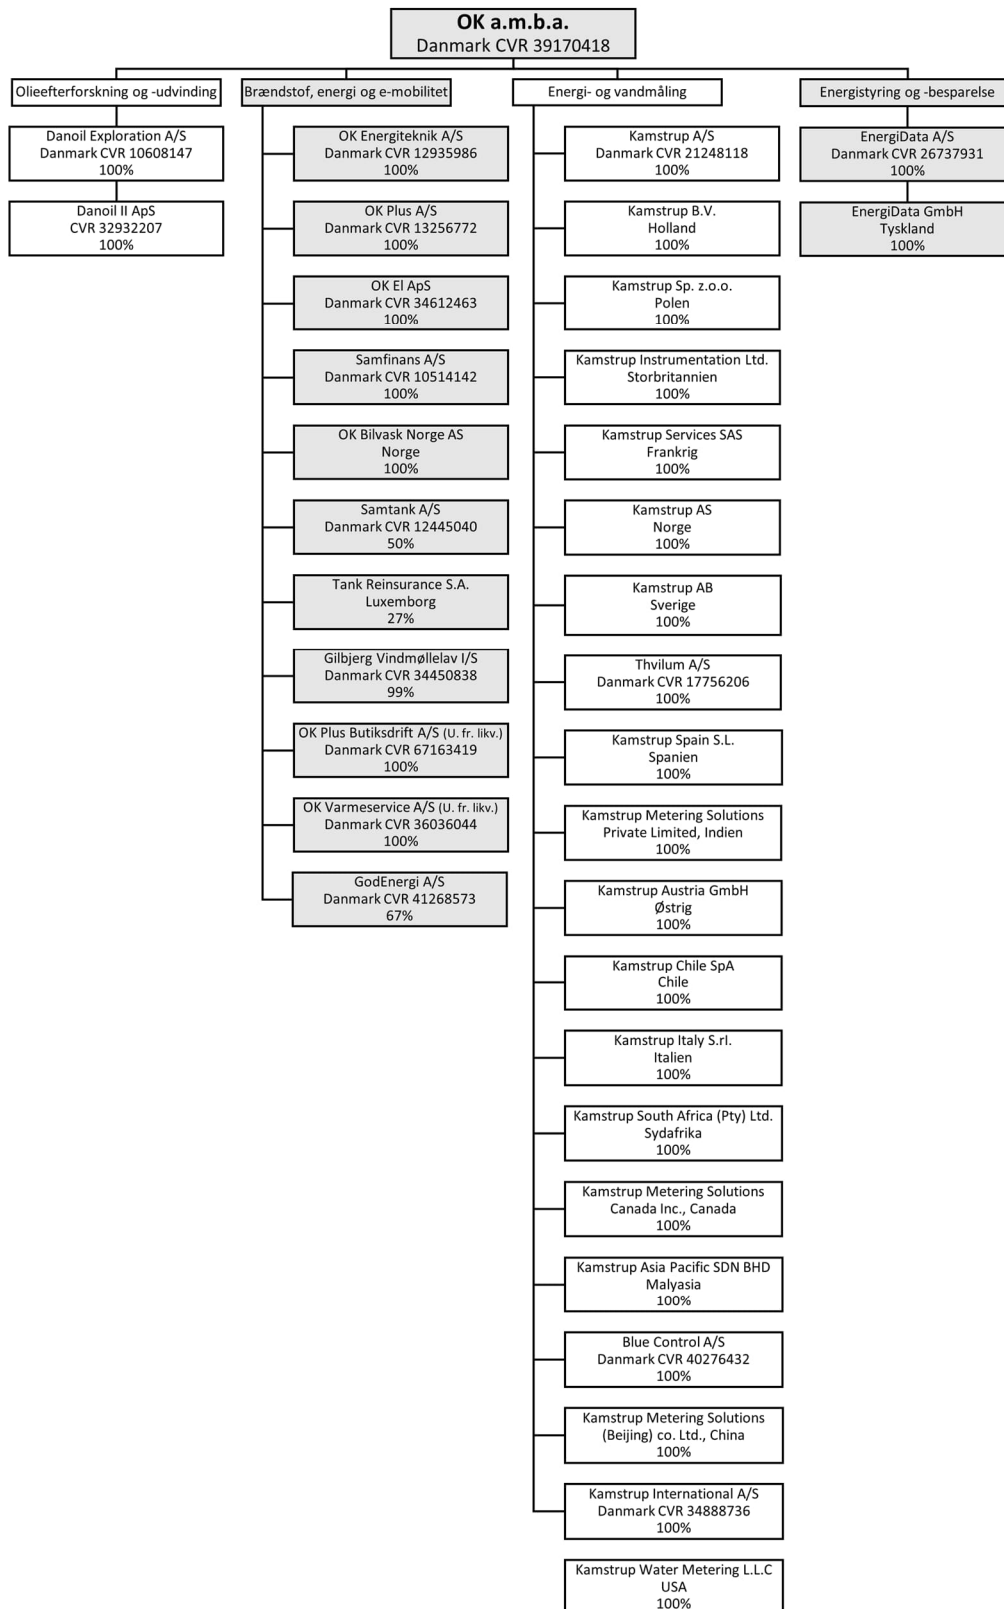 OK a.m.b.a.
Danmark CVR 39170418
Olieefterforskning og -udvinding
Danoil Exploration A/S
Danmark CVR 10608147
100%
Danoil II ApS
CVR 32932207
100%
Brændstof, energi og e-mobilitet
OK Energiteknik A/S
Danmark CVR 12935986
100%
OK Plus A/S
Danmark CVR 13256772
100%
OK El ApS
Danmark CVR 34612463
100%
Samfinans A/S
Danmark CVR 10514142
100%
OK Bilvask Norge AS
Norge
100%
Samtank A/S
Danmark CVR 12445040
50%
Tank Reinsurance S.A.
Luxemborg
27%
Gilbjerg Vindmøllelav I/S
Danmark CVR 34450838
99%
OK Plus Butiksdrift A/S (U. fr. likv.)
Danmark CVR 67163419
100%
OK Varmeservice A/S (U. fr. likv.)
Danmark CVR 36036044
100%
GodEnergi A/S
Danmark CVR 41268573
67%
Energi- og vandmåling
Kamstrup A/S
Danmark CVR 21248118
100%
Kamstrup B.V.
Holland
100%
Kamstrup Sp. z.o.o.
Polen
100%
Kamstrup Instrumentation Ltd.
Storbritannien
100%
Kamstrup Services SAS
Frankrig
100%
Kamstrup AS
Norge
100%
Kamstrup AB
Sverige
100%
Thvilum A/S
Danmark CVR 17756206
100%
Kamstrup Spain S.L.
Spanien
100%
Kamstrup Metering Solutions
Private Limited, Indien
100%
Kamstrup Austria GmbH
Østrig
100%
Kamstrup Chile SpA
Chile
100%
Kamstrup Italy S.rl.
Italien
100%
Kamstrup South Africa (Pty) Ltd.
Sydafrika
100%
Kamstrup Metering Solutions
Canada Inc., Canada
100%
Kamstrup Asia Pacific SDN BHD
Malyasia
100%
Blue Control A/S
Danmark CVR 40276432
100%
Kamstrup Metering Solutions
(Beijing) co. Ltd., China
100%
Kamstrup International A/S
Danmark CVR 34888736
100%
Kamstrup Water Metering L.L.C
USA
100%
Energistyring og -besparelse
EnergiData A/S
Danmark CVR 26737931
100%
EnergiData GmbH
Tyskland
100%